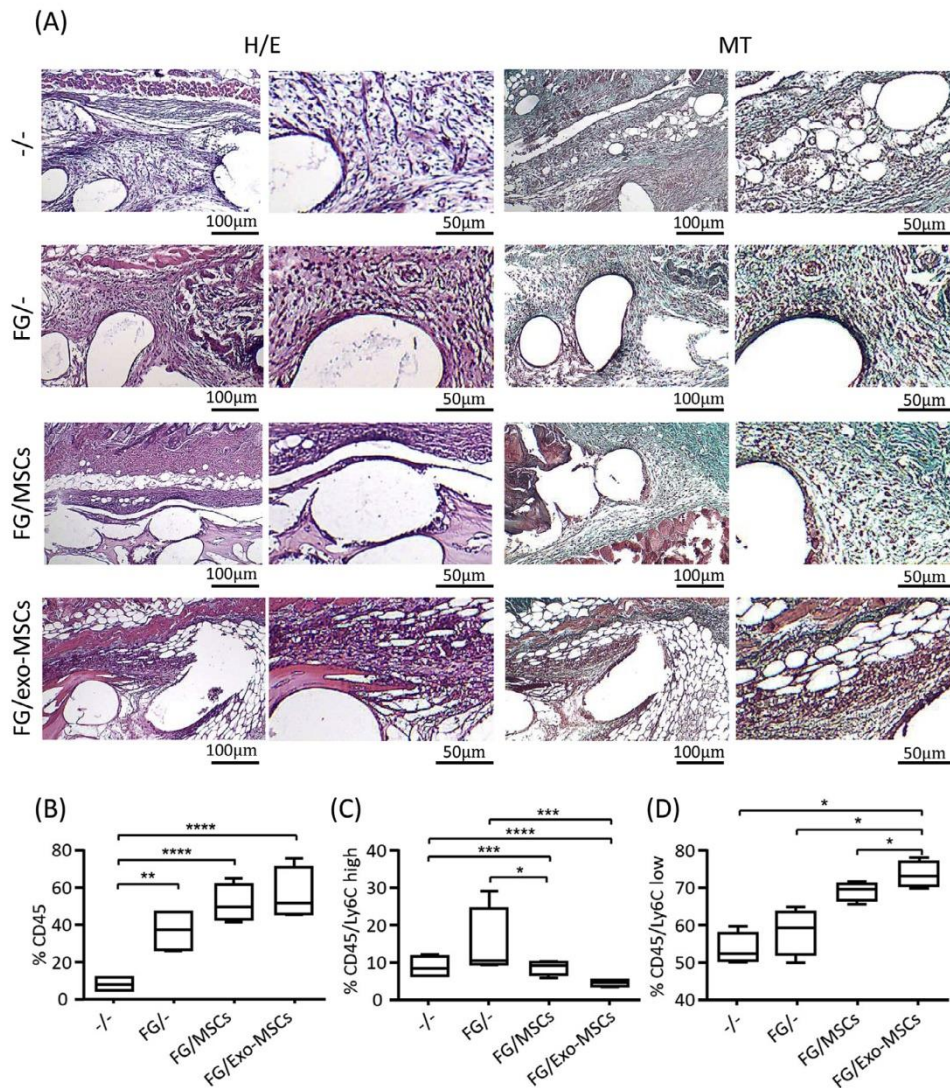 (A)
H/E MT
-/-
100µm 50µm 100µm 50µm
FG/-
100µm 50µm 100µm 50µm
FG/MSCs
100µm 50µm 100µm 50µm
FG/exo-MSCs
100µm 50µm 100µm 50µm
(B)
****
****
**
% CD45
80
60
40
20
0
-/-
FG/-
FG/MSCs
FG/Exo-MSCs
(C)
***
****
***
*
% CD45/Ly6C high
40
30
20
10
0
-/-
FG/-
FG/MSCs
FG/Exo-MSCs
(D)
*
*
*
% CD45/Ly6C low
80
70
60
50
40
-/-
FG/-
FG/MSCs
FG/Exo-MSCs